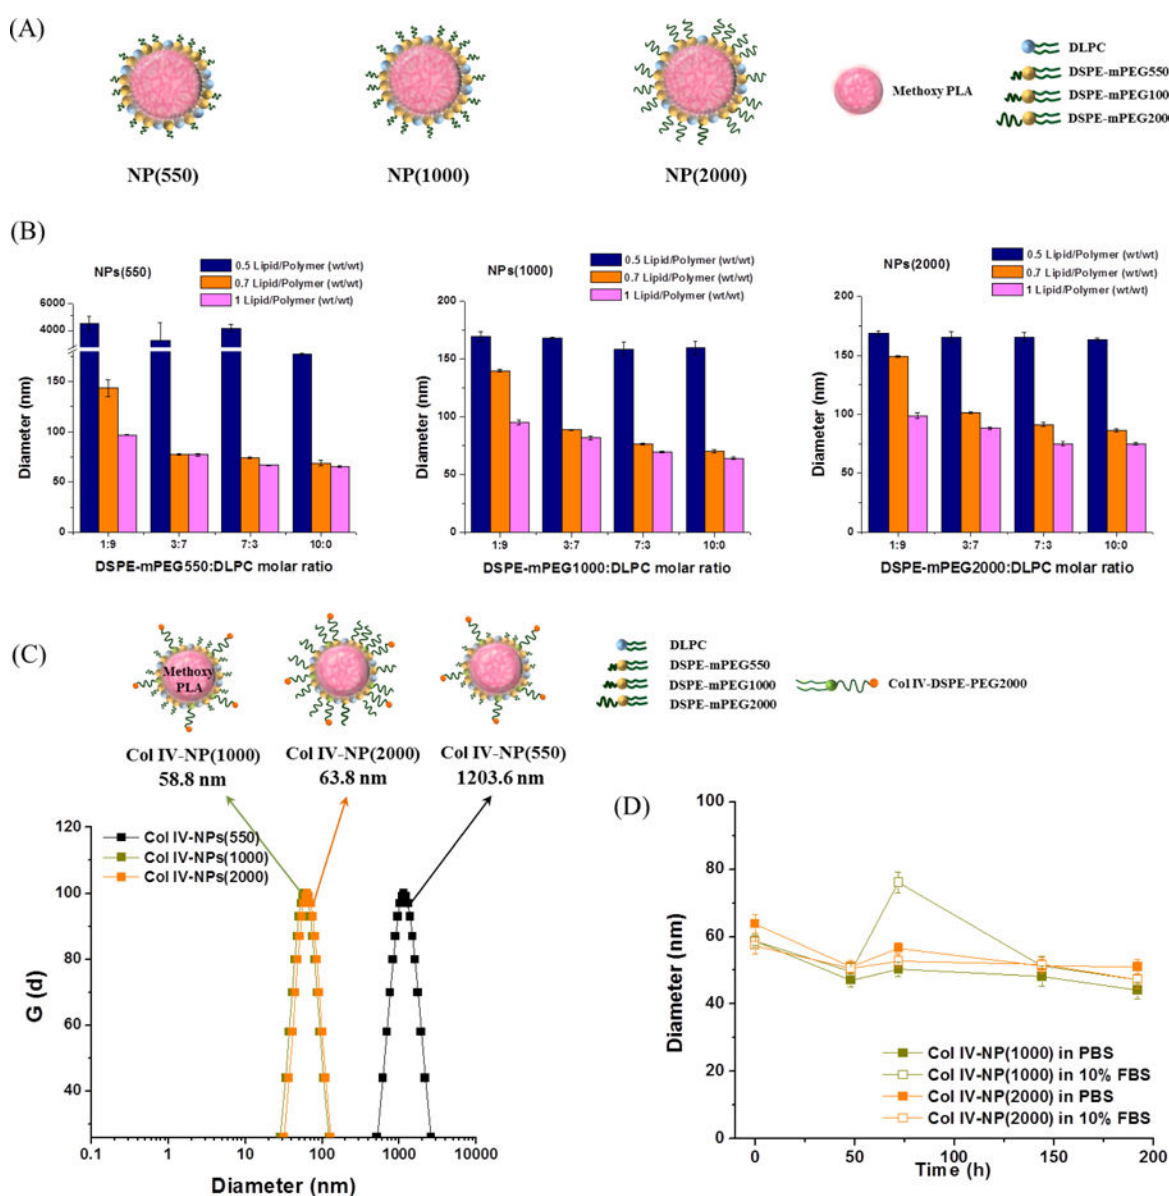 (A)
DLPC
DSPE-mPEG550
DSPE-mPEG100
DSPE-mPEG200
Methoxy PLA
NP(550)
NP(1000)
NP(2000)
(B)
NPs(550)
0.5 Lipid/Polymer (wt/wt)
0.7 Lipid/Polymer (wt/wt)
1 Lipid/Polymer (wt/wt)
Diameter (nm)
6000
4000
150
100
50
0
1:9
3:7
7:3
10:0
DSPE-mPEG550:DLPC molar ratio
NPs(1000)
0.5 Lipid/Polymer (wt/wt)
0.7 Lipid/Polymer (wt/wt)
1 Lipid/Polymer (wt/wt)
Diameter (nm)
200
150
100
50
0
1:9
3:7
7:3
10:0
DSPE-mPEG1000:DLPC molar ratio
NPs(2000)
0.5 Lipid/Polymer (wt/wt)
0.7 Lipid/Polymer (wt/wt)
1 Lipid/Polymer (wt/wt)
Diameter (nm)
200
150
100
50
0
1:9
3:7
7:3
10:0
DSPE-mPEG2000:DLPC molar ratio
(C)
Methoxy
PLA
DLPC
DSPE-mPEG550
DSPE-mPEG1000
DSPE-mPEG2000
Col IV-DSPE-PEG2000
Col IV-NP(1000)
58.8 nm
Col IV-NP(2000)
63.8 nm
Col IV-NP(550)
1203.6 nm
Col IV-NPs(550)
Col IV-NPs(1000)
Col IV-NPs(2000)
G (d)
120
100
80
60
40
0.1
1
10
100
1000
10000
Diameter (nm)
(D)
Diameter (nm)
100
80
60
40
20
0
Col IV-NP(1000) in PBS
Col IV-NP(1000) in 10% FBS
Col IV-NP(2000) in PBS
Col IV-NP(2000) in 10% FBS
0
50
100
150
200
Time (h)